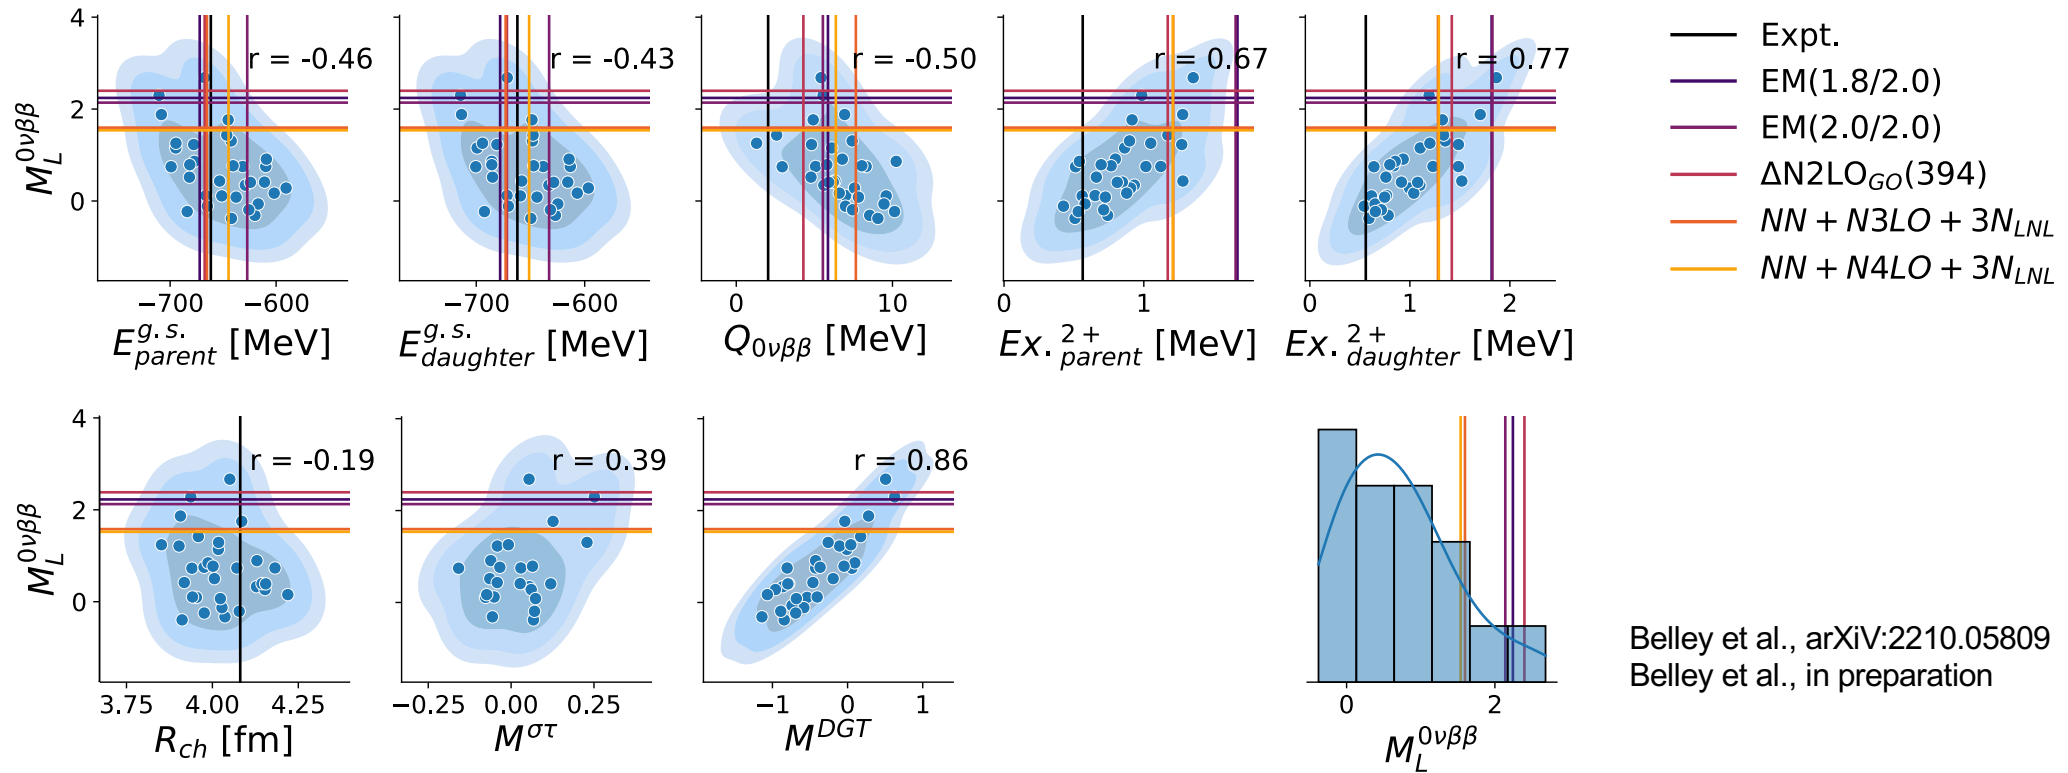 4
2
0
M_L^{0νββ}
r = -0.46
−700 −600
E_{parent}^{g.s.} [MeV]
r = -0.43
−700 −600
E_{daughter}^{g.s.} [MeV]
r = -0.50
0 10
Q_{0νββ} [MeV]
r = 0.67
0 1
Ex._{parent}^{2+} [MeV]
r = 0.77
0 1 2
Ex._{daughter}^{2+} [MeV]
Expt.
EM(1.8/2.0)
EM(2.0/2.0)
ΔN2LO_{GO}(394)
NN + N3LO + 3N_{LNL}
NN + N4LO + 3N_{LNL}
4
2
0
M_L^{0νββ}
r = -0.19
3.75 4.00 4.25
R_{ch} [fm]
r = 0.39
−0.25 0.00 0.25
M^{στ}
r = 0.86
−1 0 1
M^{DGT}
0 2
M_L^{0νββ}
Belley et al., arXiV:2210.05809
Belley et al., in preparation